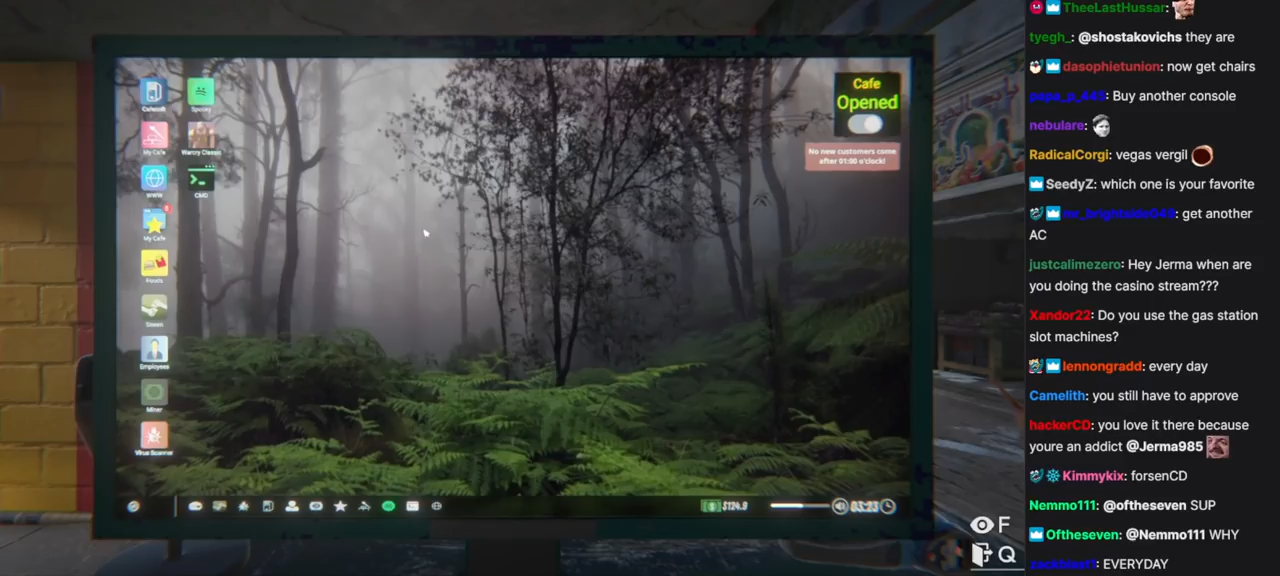 Cafe
Opened
No new customers come
after 01:00 o'clock!
Cafesoft
Spooky
My Cafe
Warcry Classic
WWW
CMD
My Cafe
Foods
Employees
Miner
Virus Scanner
$124.9
03:23
F
Q
TheeLastHussar:
tyegh_: @shostakovichs they are
dasophietunion: now get chairs
papa_p_445: Buy another console
nebulare:
RadicalCorgi: vegas vergil
SeedyZ: which one is your favorite
mr_brightside049: get another
AC
justcalimezero: Hey Jerma when are
you doing the casino stream???
Xandor22: Do you use the gas station
slot machines?
lennongradd: every day
Camelith: you still have to approve
hackerCD: you love it there because
youre an addict @Jerma985
Kimmykix: forsenCD
Nemmo111: @oftheseven SUP
Oftheseven: @Nemmo111 WHY
zackblast1: EVERYDAY